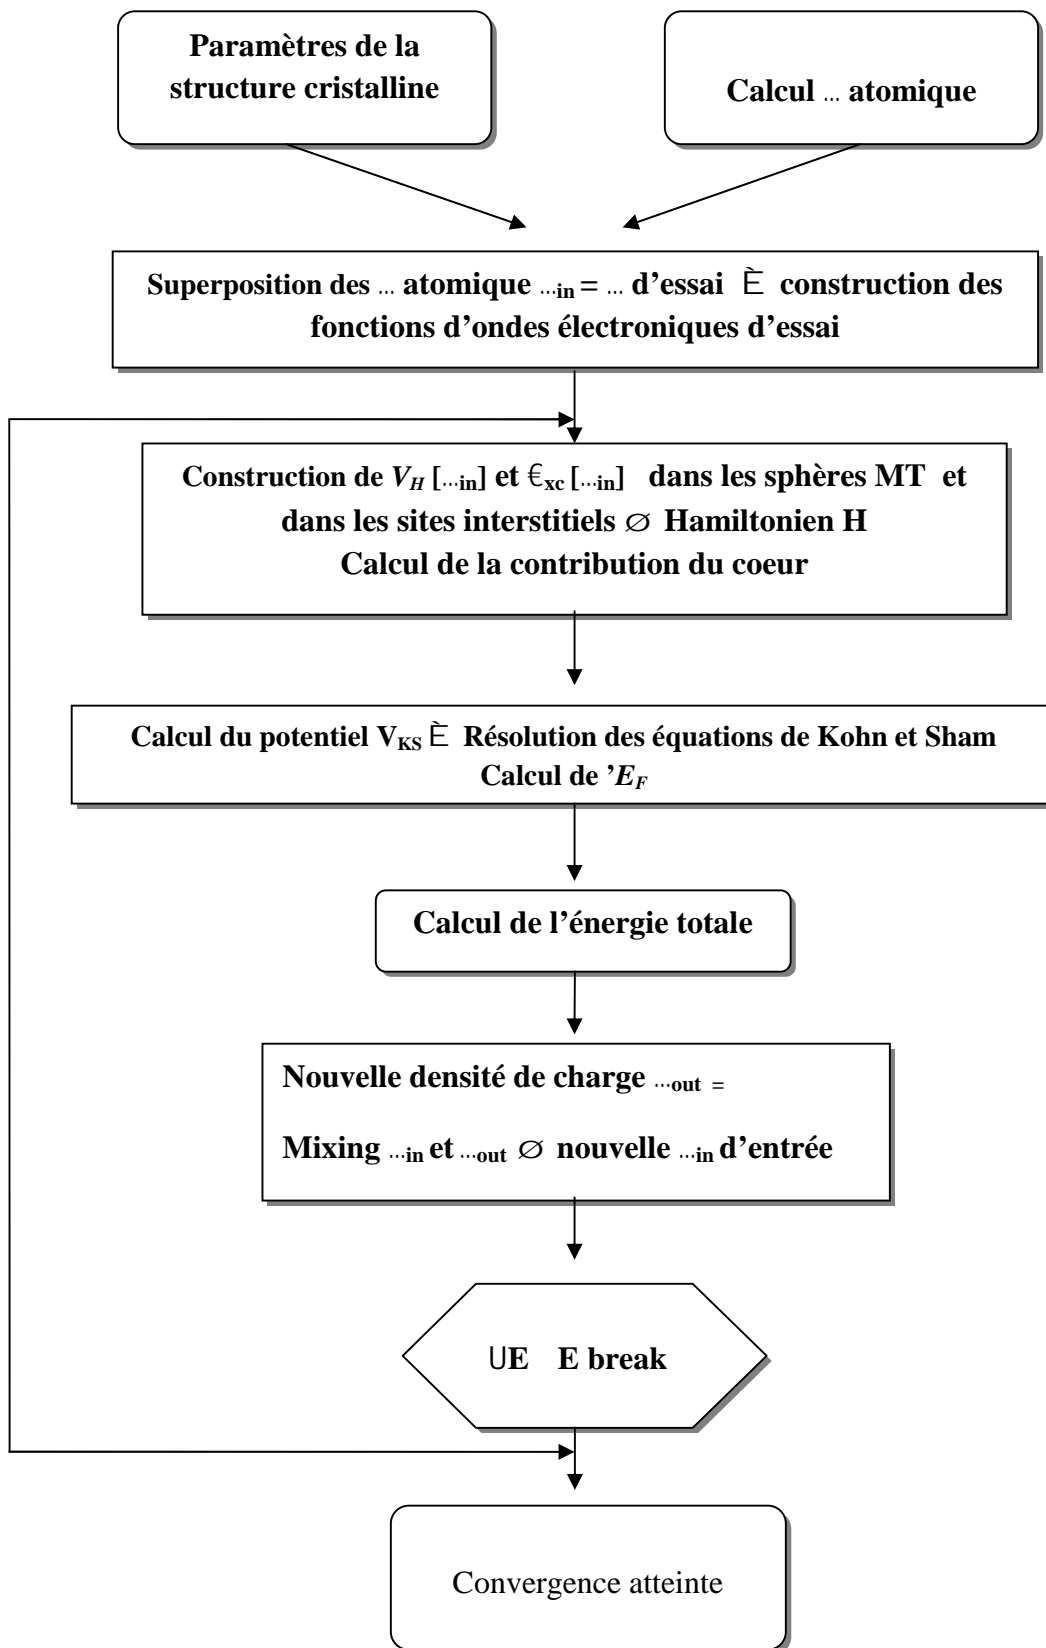 Paramètres de la
structure cristalline
Calcul ... atomique
Superposition des ... atomique ...in = ... d'essai È construction des
fonctions d'ondes électroniques d'essai
Construction de VH [...in] et €xc [...in] dans les sphères MT et
dans les sites interstitiels ∅ Hamiltonien H
Calcul de la contribution du coeur
Calcul du potentiel VKS È Résolution des équations de Kohn et Sham
Calcul de ’EF
Calcul de l’énergie totale
Nouvelle densité de charge ...out =
Mixing ...in et ...out ∅ nouvelle ...in d’entrée
UE E break
Convergence atteinte